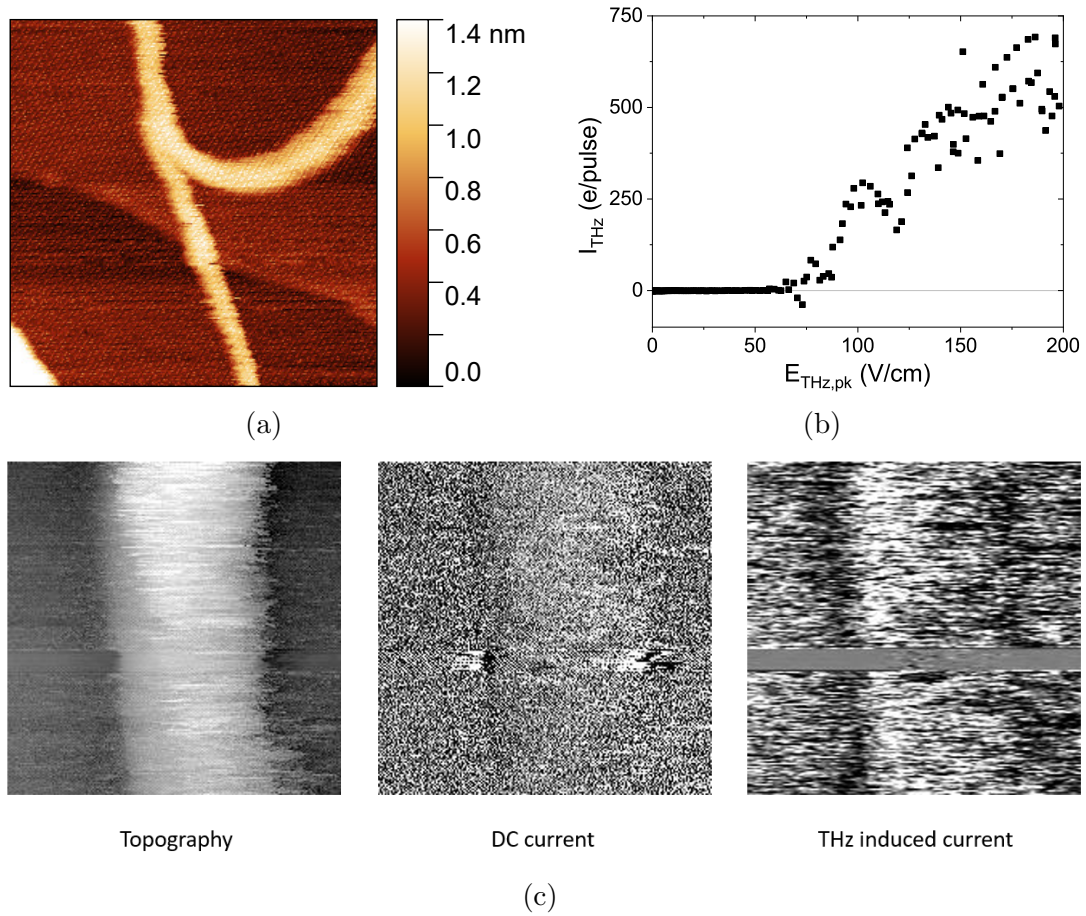 1.4 nm
1.2
1.0
0.8
0.6
0.4
0.0
(a)
750
500
250
0
I_THz (e/pulse)
0 50 100 150 200
E_THz,pk (V/cm)
(b)
Topography
DC current
THz induced current
(c)